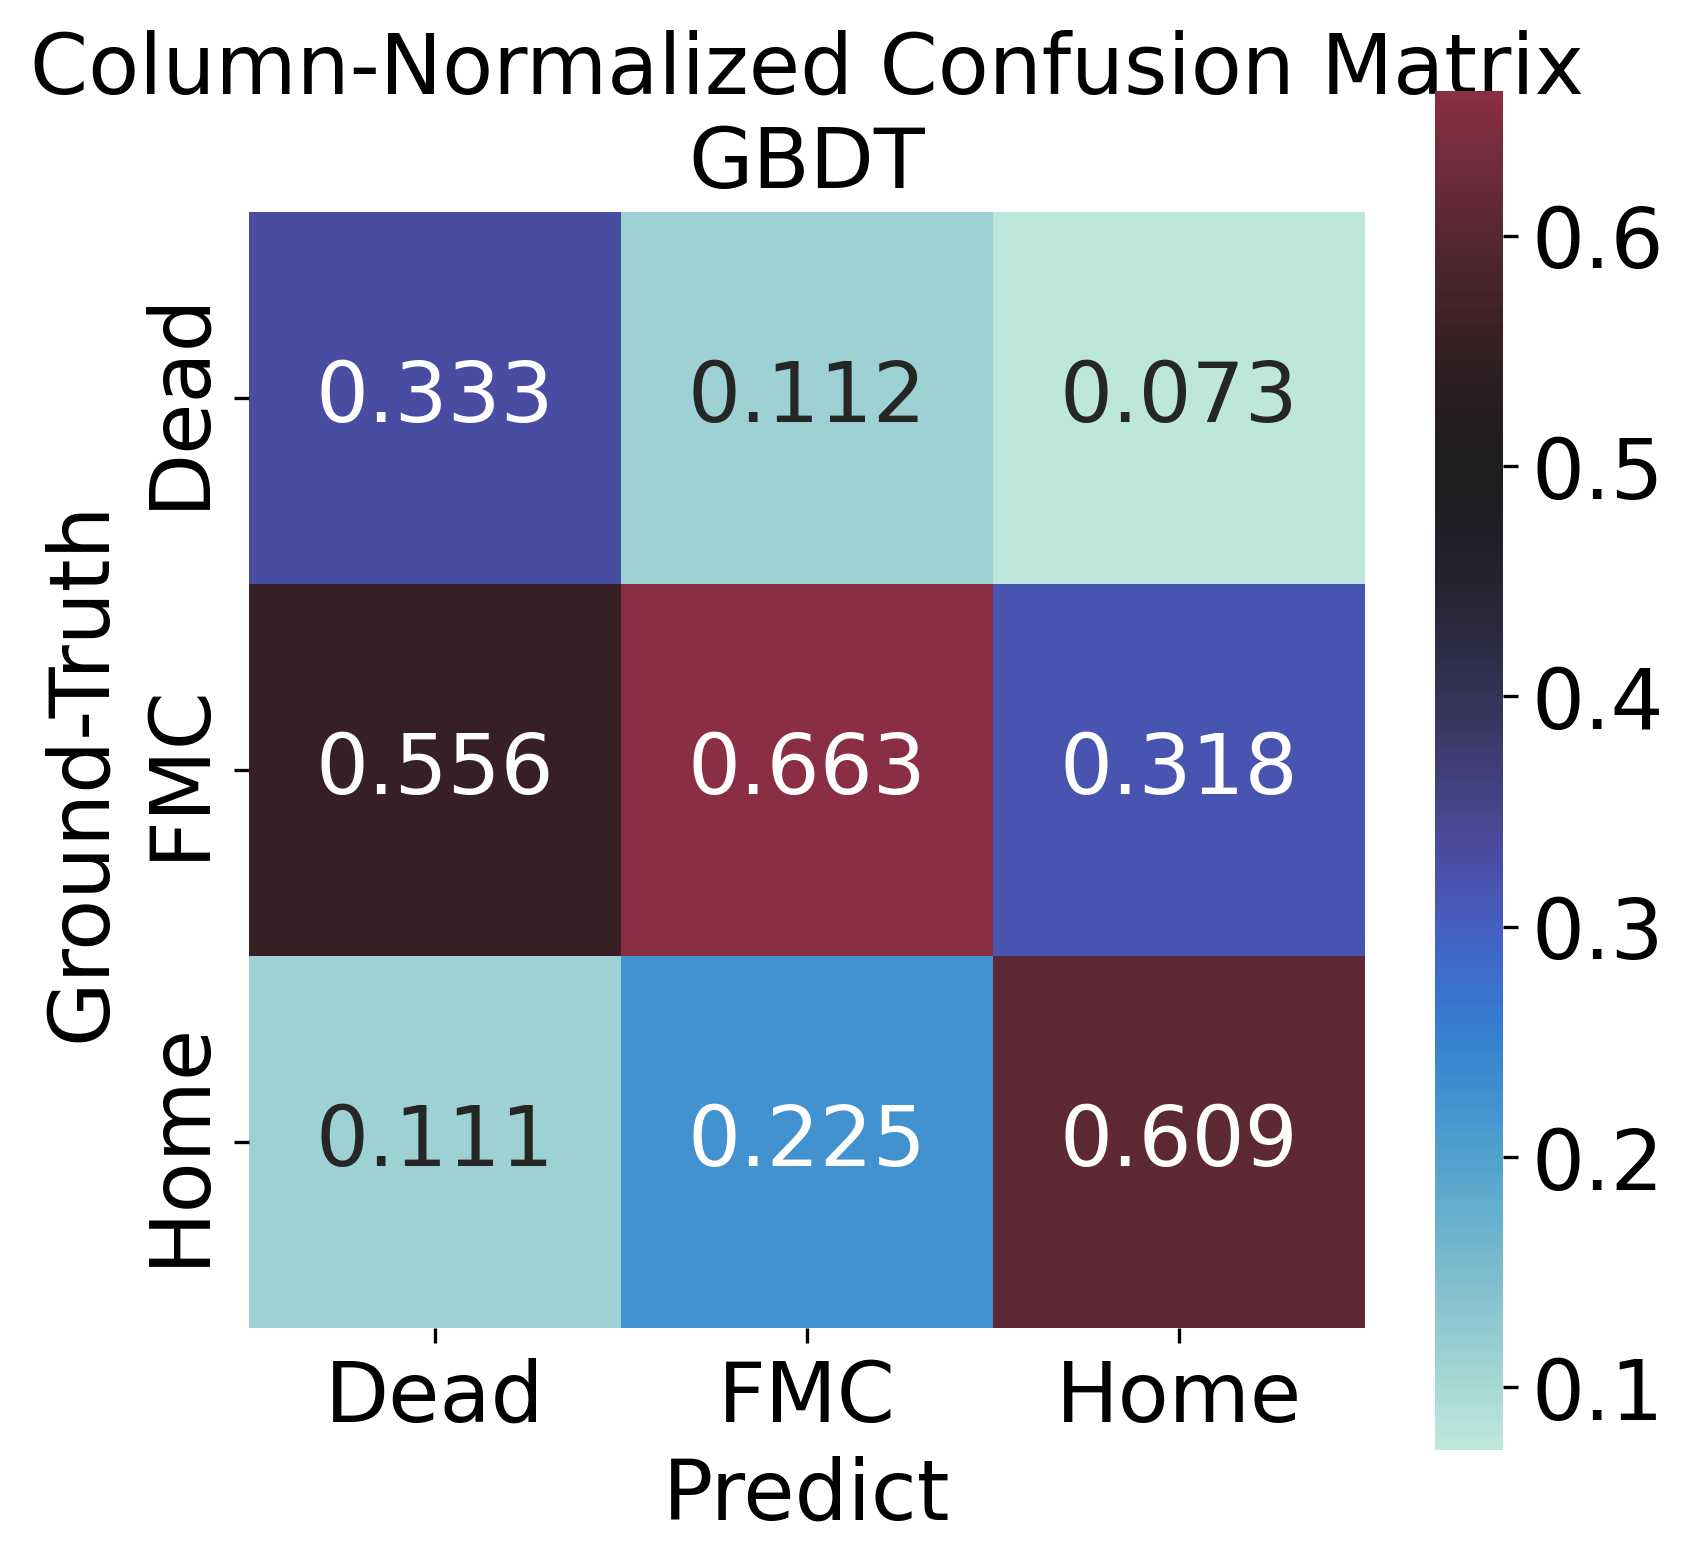 Column-Normalized Confusion Matrix
GBDT
Ground-Truth
Dead
0.333 0.112 0.073
FMC
0.556 0.663 0.318
Home
0.111 0.225 0.609
Dead FMC Home
Predict
0.6
0.5
0.4
0.3
0.2
0.1